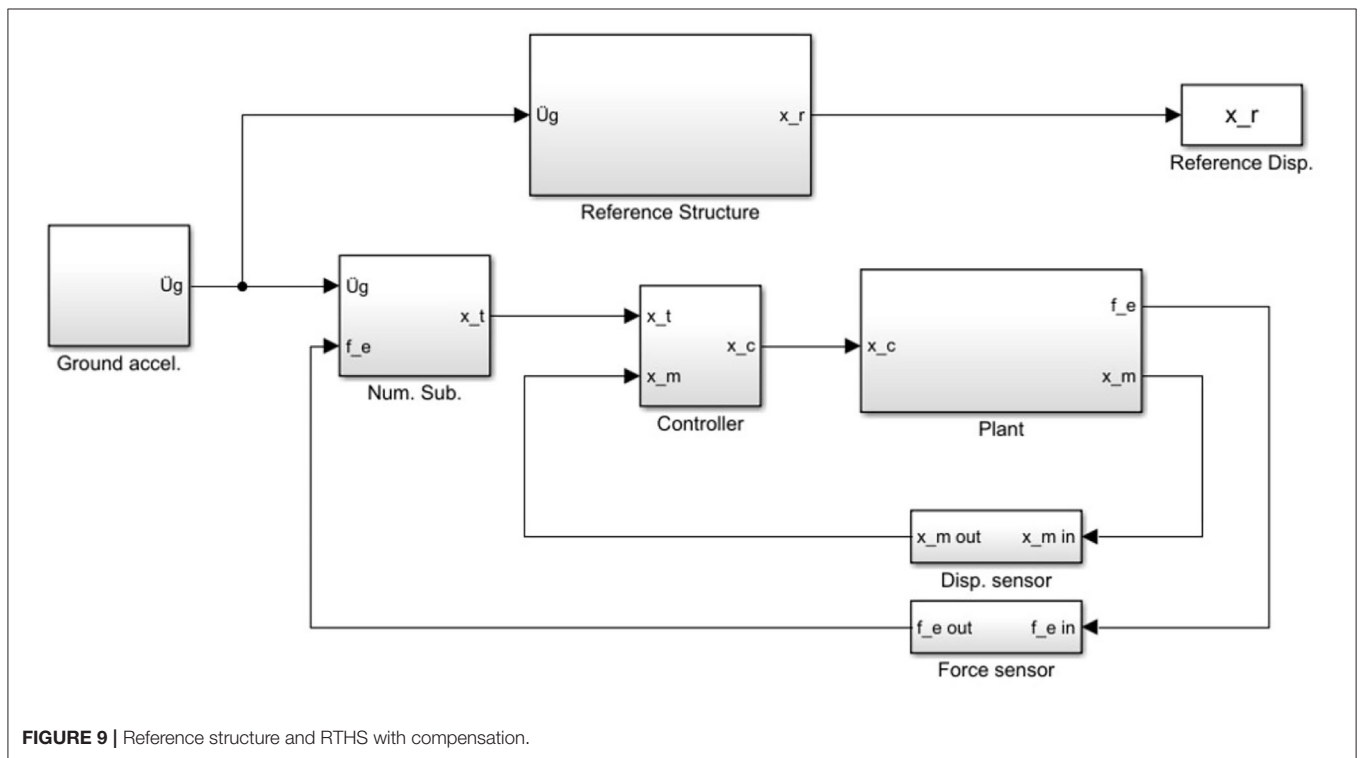 Üg
x_r
x_r
Reference Disp.
Reference Structure
Üg
Ground accel.
Üg
f_e
x_t
Num. Sub.
x_t
x_m
x_c
Controller
x_c
f_e
x_m
Plant
x_m out
x_m in
Disp. sensor
f_e out
f_e in
Force sensor
FIGURE 9 | Reference structure and RTHS with compensation.